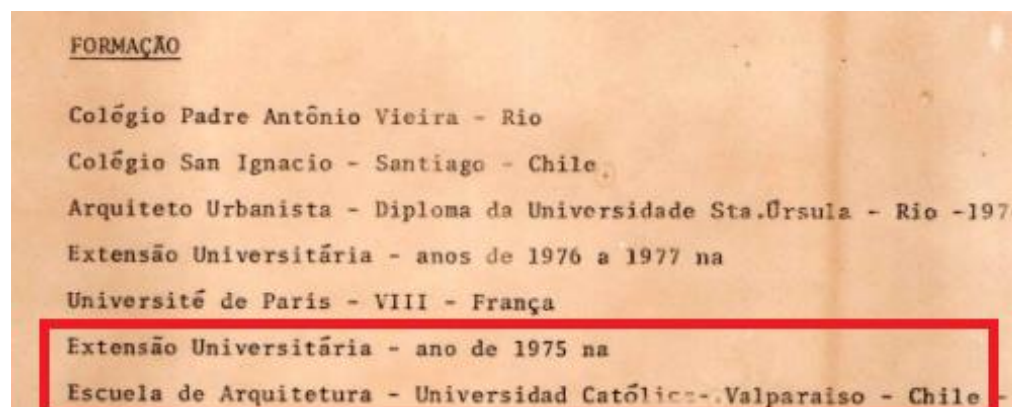 FORMAÇÃO
Colégio Padre Antônio Vieira - Rio
Colégio San Ignacio - Santiago - Chile
Arquiteto Urbanista - Diploma da Universidade Sta.Úrsula - Rio -197
Extensão Universitária - anos de 1976 a 1977 na
Université de Paris - VIII - França
Extensão Universitária - ano de 1975 na
Escuela de Arquitetura - Universidad Católica-.Valparaiso - Chile -